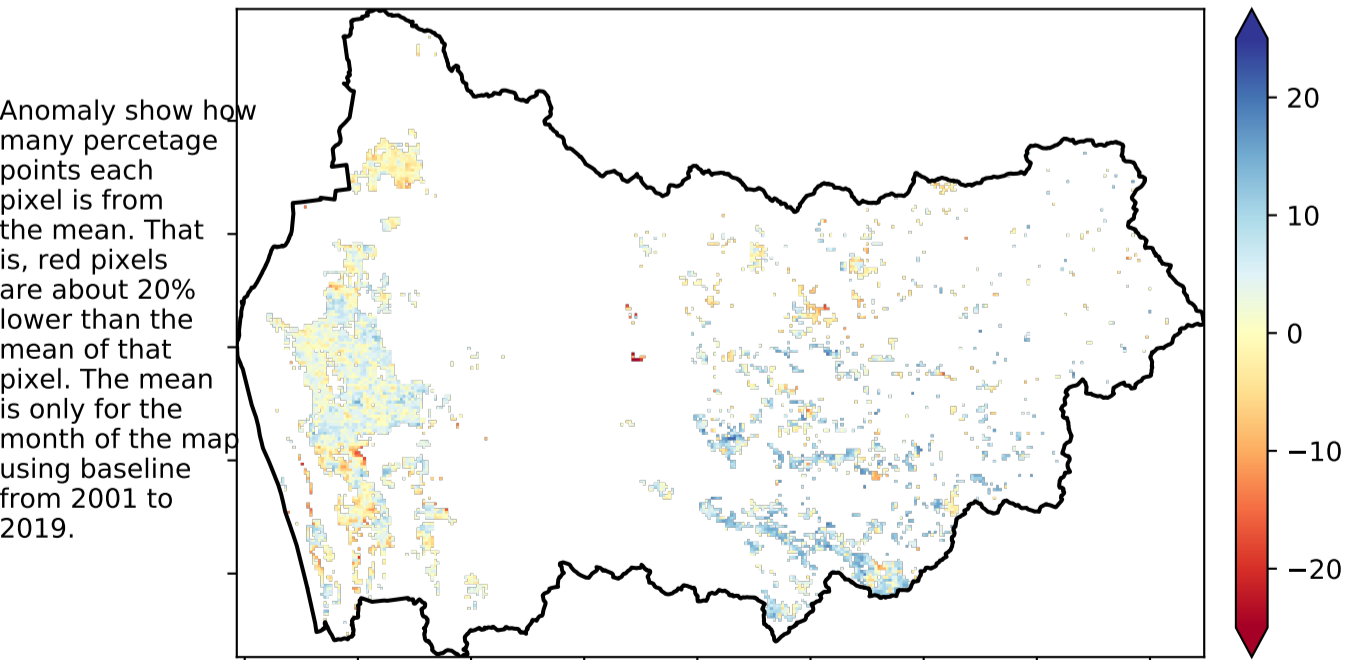 Anomaly show how
many percetage
points each
pixel is from
the mean. That
is, red pixels
are about 20%
lower than the
mean of that
pixel. The mean
is only for the
month of the map
using baseline
from 2001 to
2019.
20
10
0
−10
−20